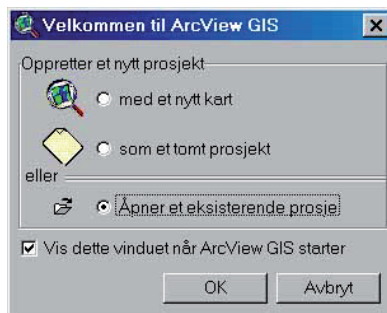 Velkommen til ArcView GIS
Oppretter et nytt prosjekt
med et nytt kart
som et tomt prosjekt
eller
Åpner et eksisterende prosje
Vis dette vinduet når ArcView GIS starter
OK Avbryt